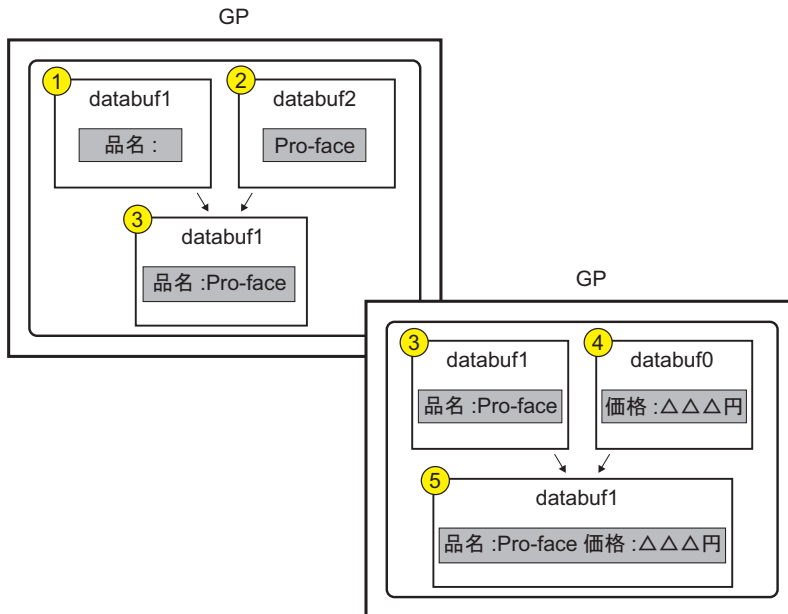 GP
1
2
databuf1
databuf2
品名 :
Pro-face
3
databuf1
品名 :Pro-face
GP
3
4
databuf1
databuf0
品名 :Pro-face
価格 :△△△円
5
databuf1
品名 :Pro-face 価格 :△△△円